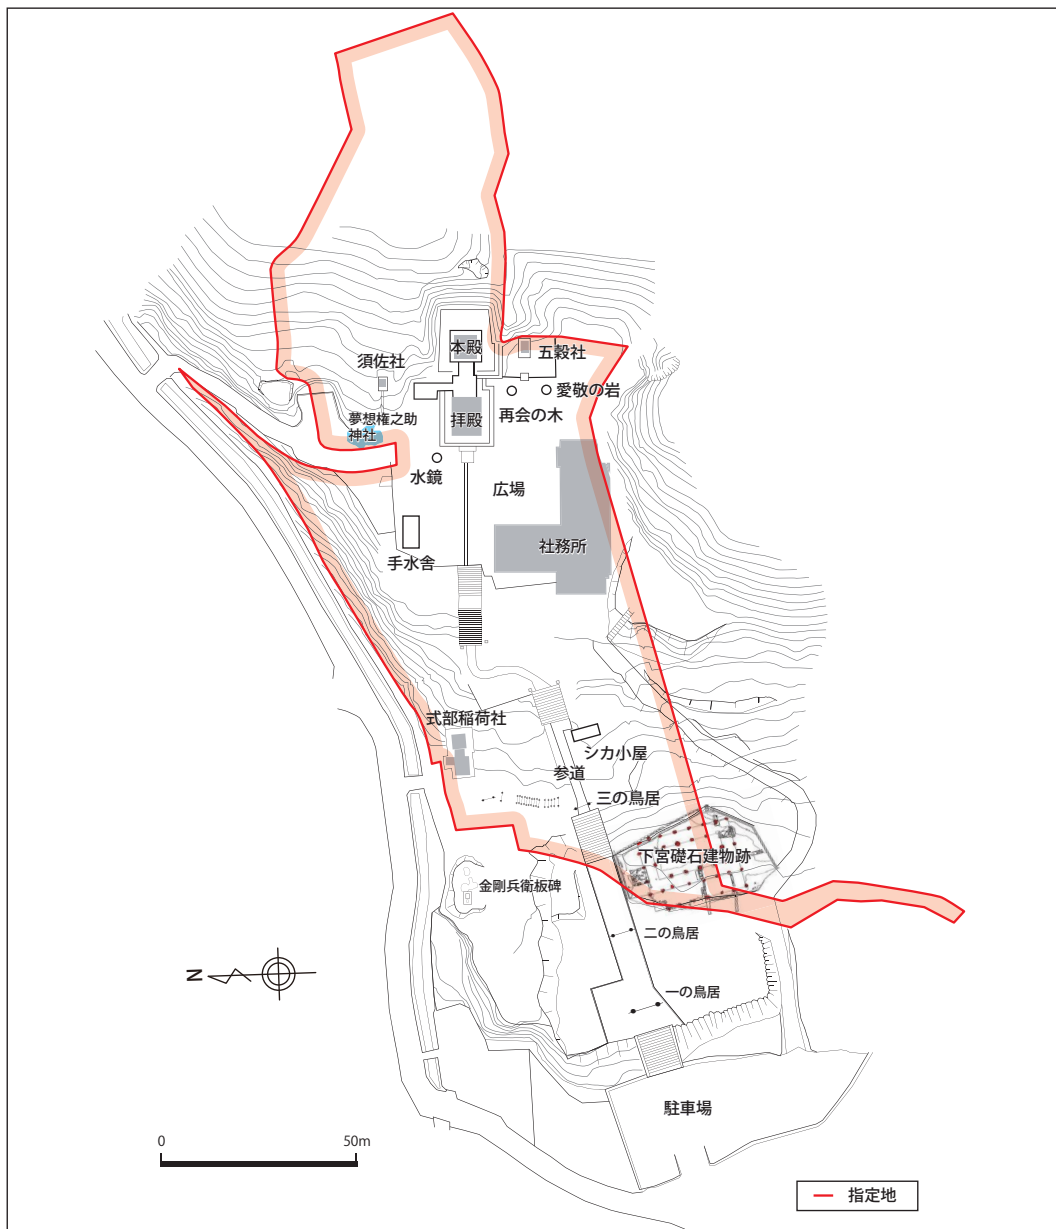 本殿
五穀社
須佐社
愛敬の岩
再会の木
拝殿
夢想権之助
神社
水鏡
広場
社務所
手水舎
式部稲荷社
シカ小屋
参道
三の鳥居
下宮礎石建物跡
金剛兵衛板碑
二の鳥居
N
一の鳥居
駐車場
0 50m
指定地